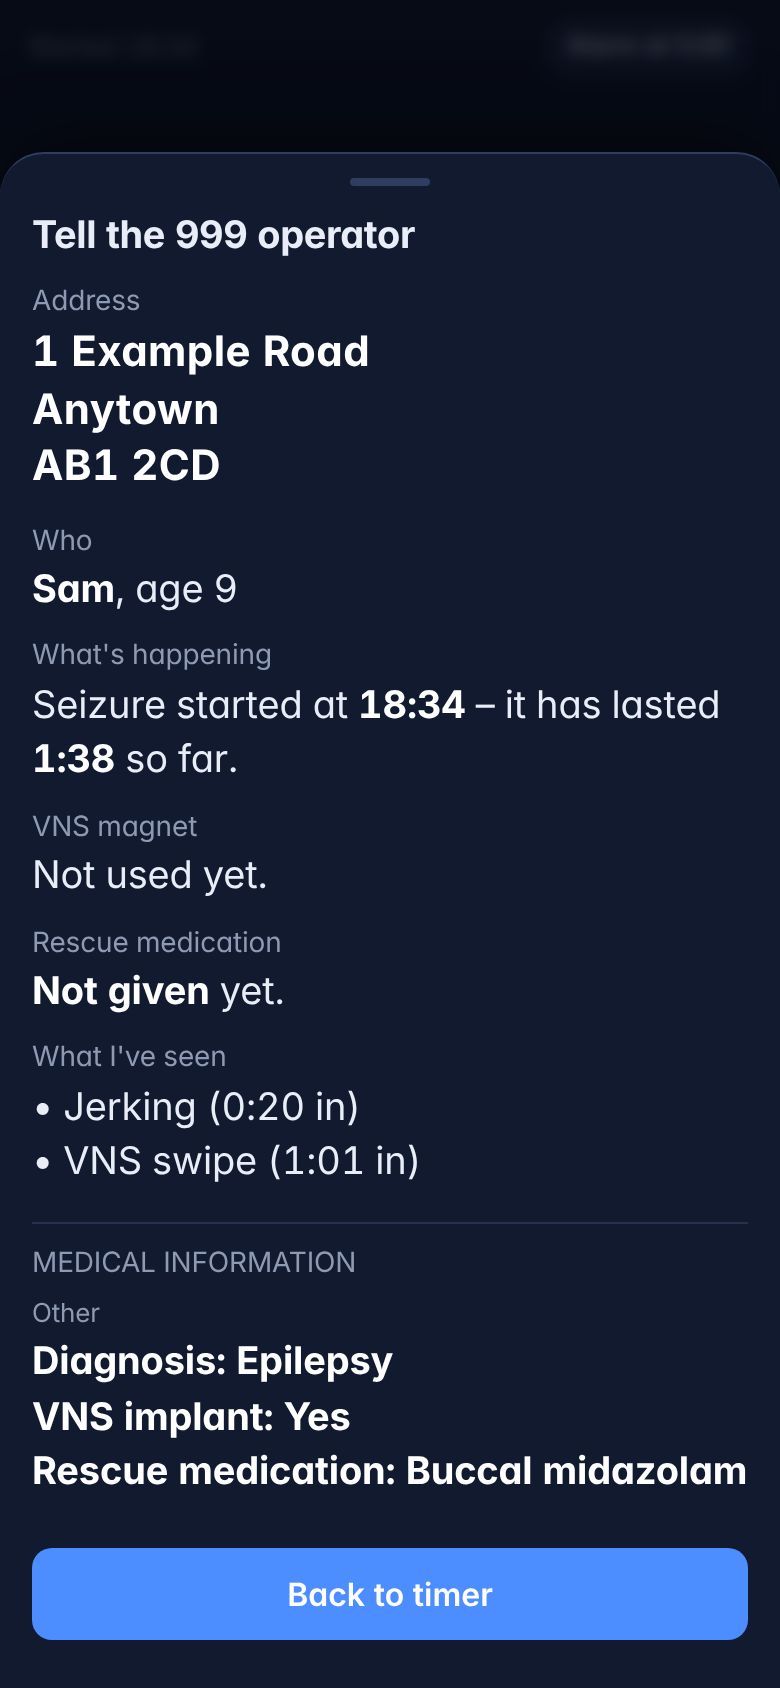 Tell the 999 operator
Address
1 Example Road
Anytown
AB1 2CD
Who
Sam, age 9
What's happening
Seizure started at 18:34 – it has lasted
1:38 so far.
VNS magnet
Not used yet.
Rescue medication
Not given yet.
What I've seen
• Jerking (0:20 in)
• VNS swipe (1:01 in)
MEDICAL INFORMATION
Other
Diagnosis: Epilepsy
VNS implant: Yes
Rescue medication: Buccal midazolam
Back to timer